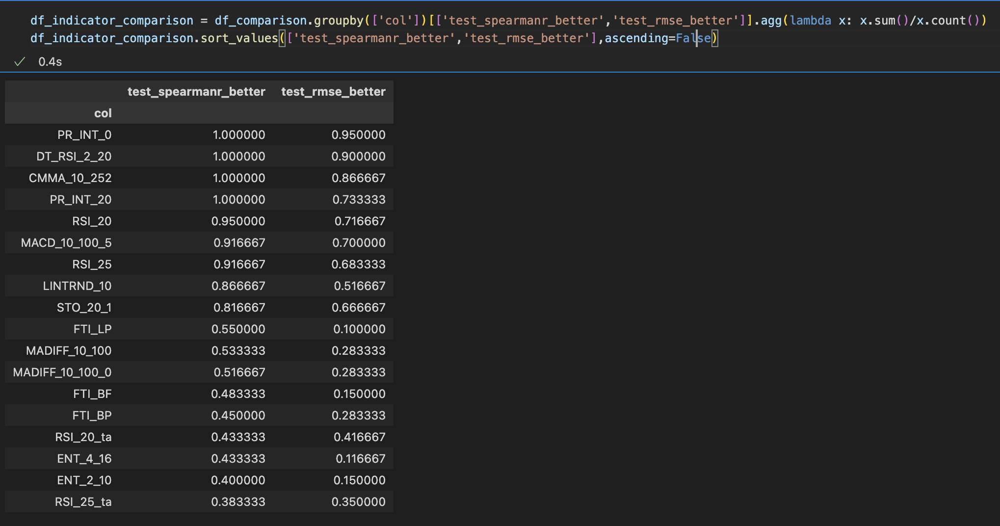 df_indicator_comparison = df_comparison.groupby(['col'])[['test_spearmanr_better','test_rmse_better']].agg(lambda x: x.sum()/x.count())
df_indicator_comparison.sort_values(['test_spearmanr_better','test_rmse_better'],ascending=False)
✓ 0.4s
test_spearmanr_better test_rmse_better
col
PR_INT_0 1.000000 0.950000
DT_RSI_2_20 1.000000 0.900000
CMMA_10_252 1.000000 0.866667
PR_INT_20 1.000000 0.733333
RSI_20 0.950000 0.716667
MACD_10_100_5 0.916667 0.700000
RSI_25 0.916667 0.683333
LINTRND_10 0.866667 0.516667
STO_20_1 0.816667 0.666667
FTI_LP 0.550000 0.100000
MADIFF_10_100 0.533333 0.283333
MADIFF_10_100_0 0.516667 0.283333
FTI_BF 0.483333 0.150000
FTI_BP 0.450000 0.283333
RSI_20_ta 0.433333 0.416667
ENT_4_16 0.433333 0.116667
ENT_2_10 0.400000 0.150000
RSI_25_ta 0.383333 0.350000